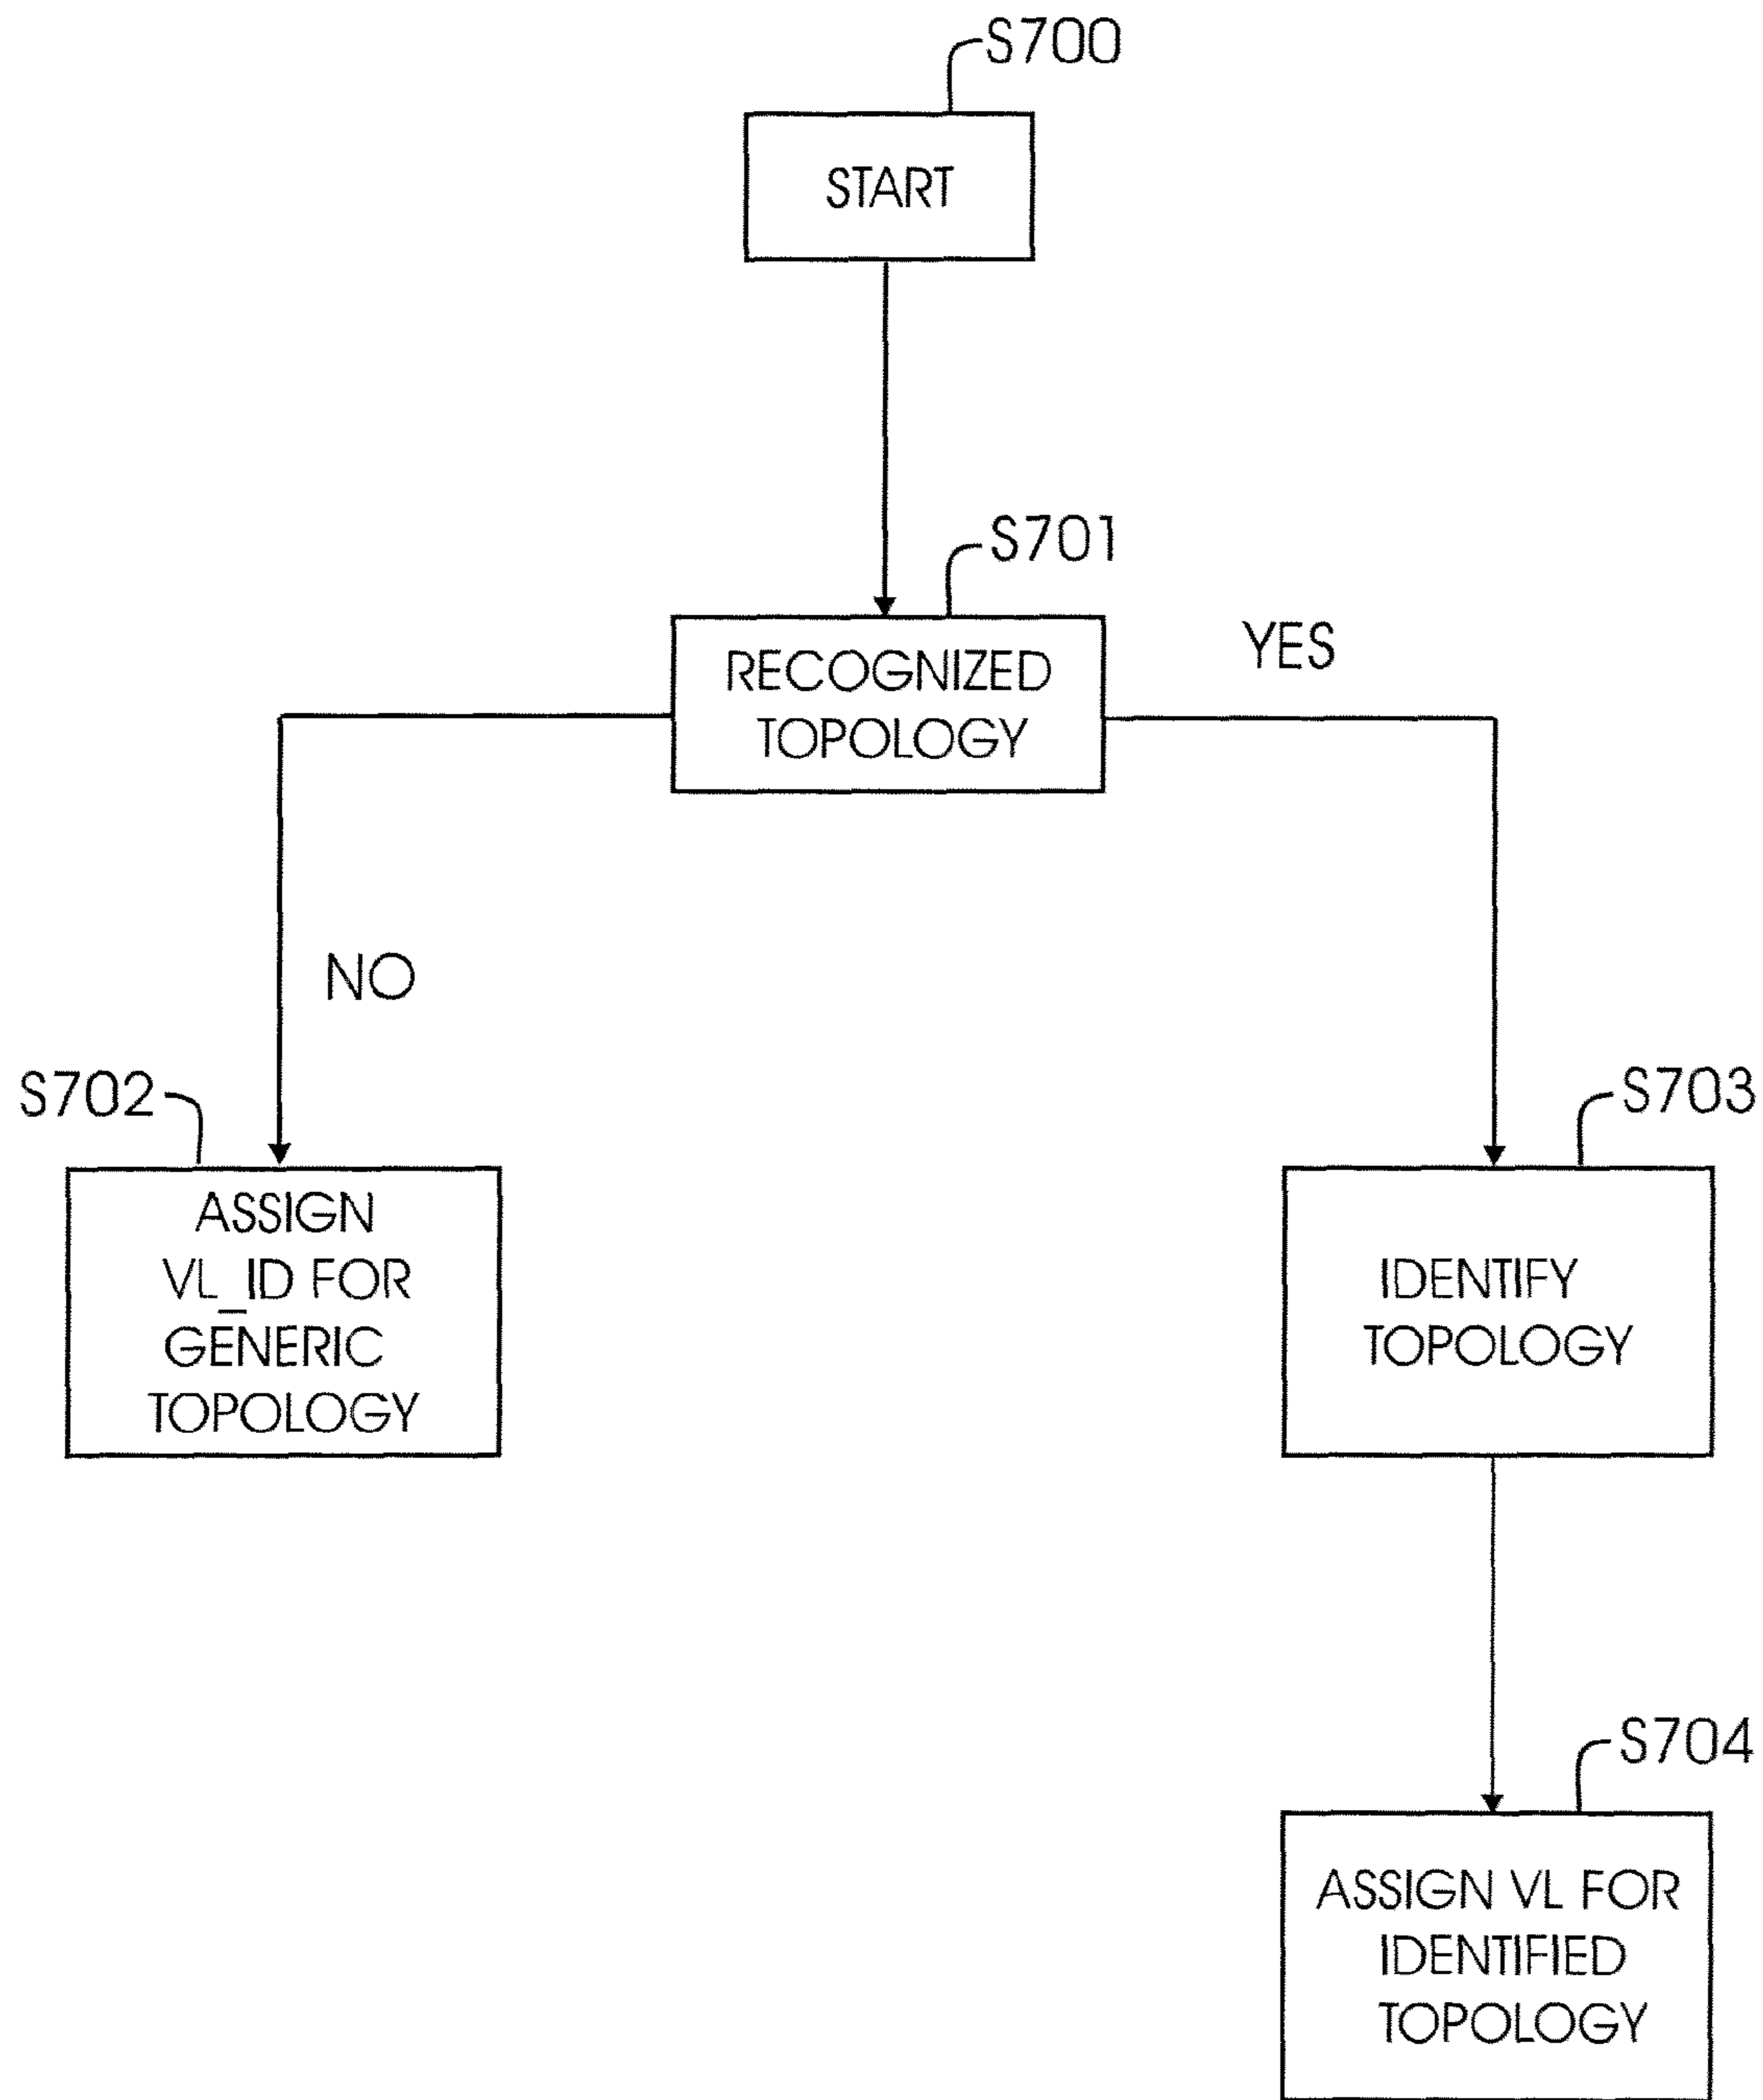 S700
START
S701
RECOGNIZED
TOPOLOGY
YES
NO
S702
ASSIGN
VL_ID FOR
GENERIC
TOPOLOGY
S703
IDENTIFY
TOPOLOGY
S704
ASSIGN VL FOR
IDENTIFIED
TOPOLOGY